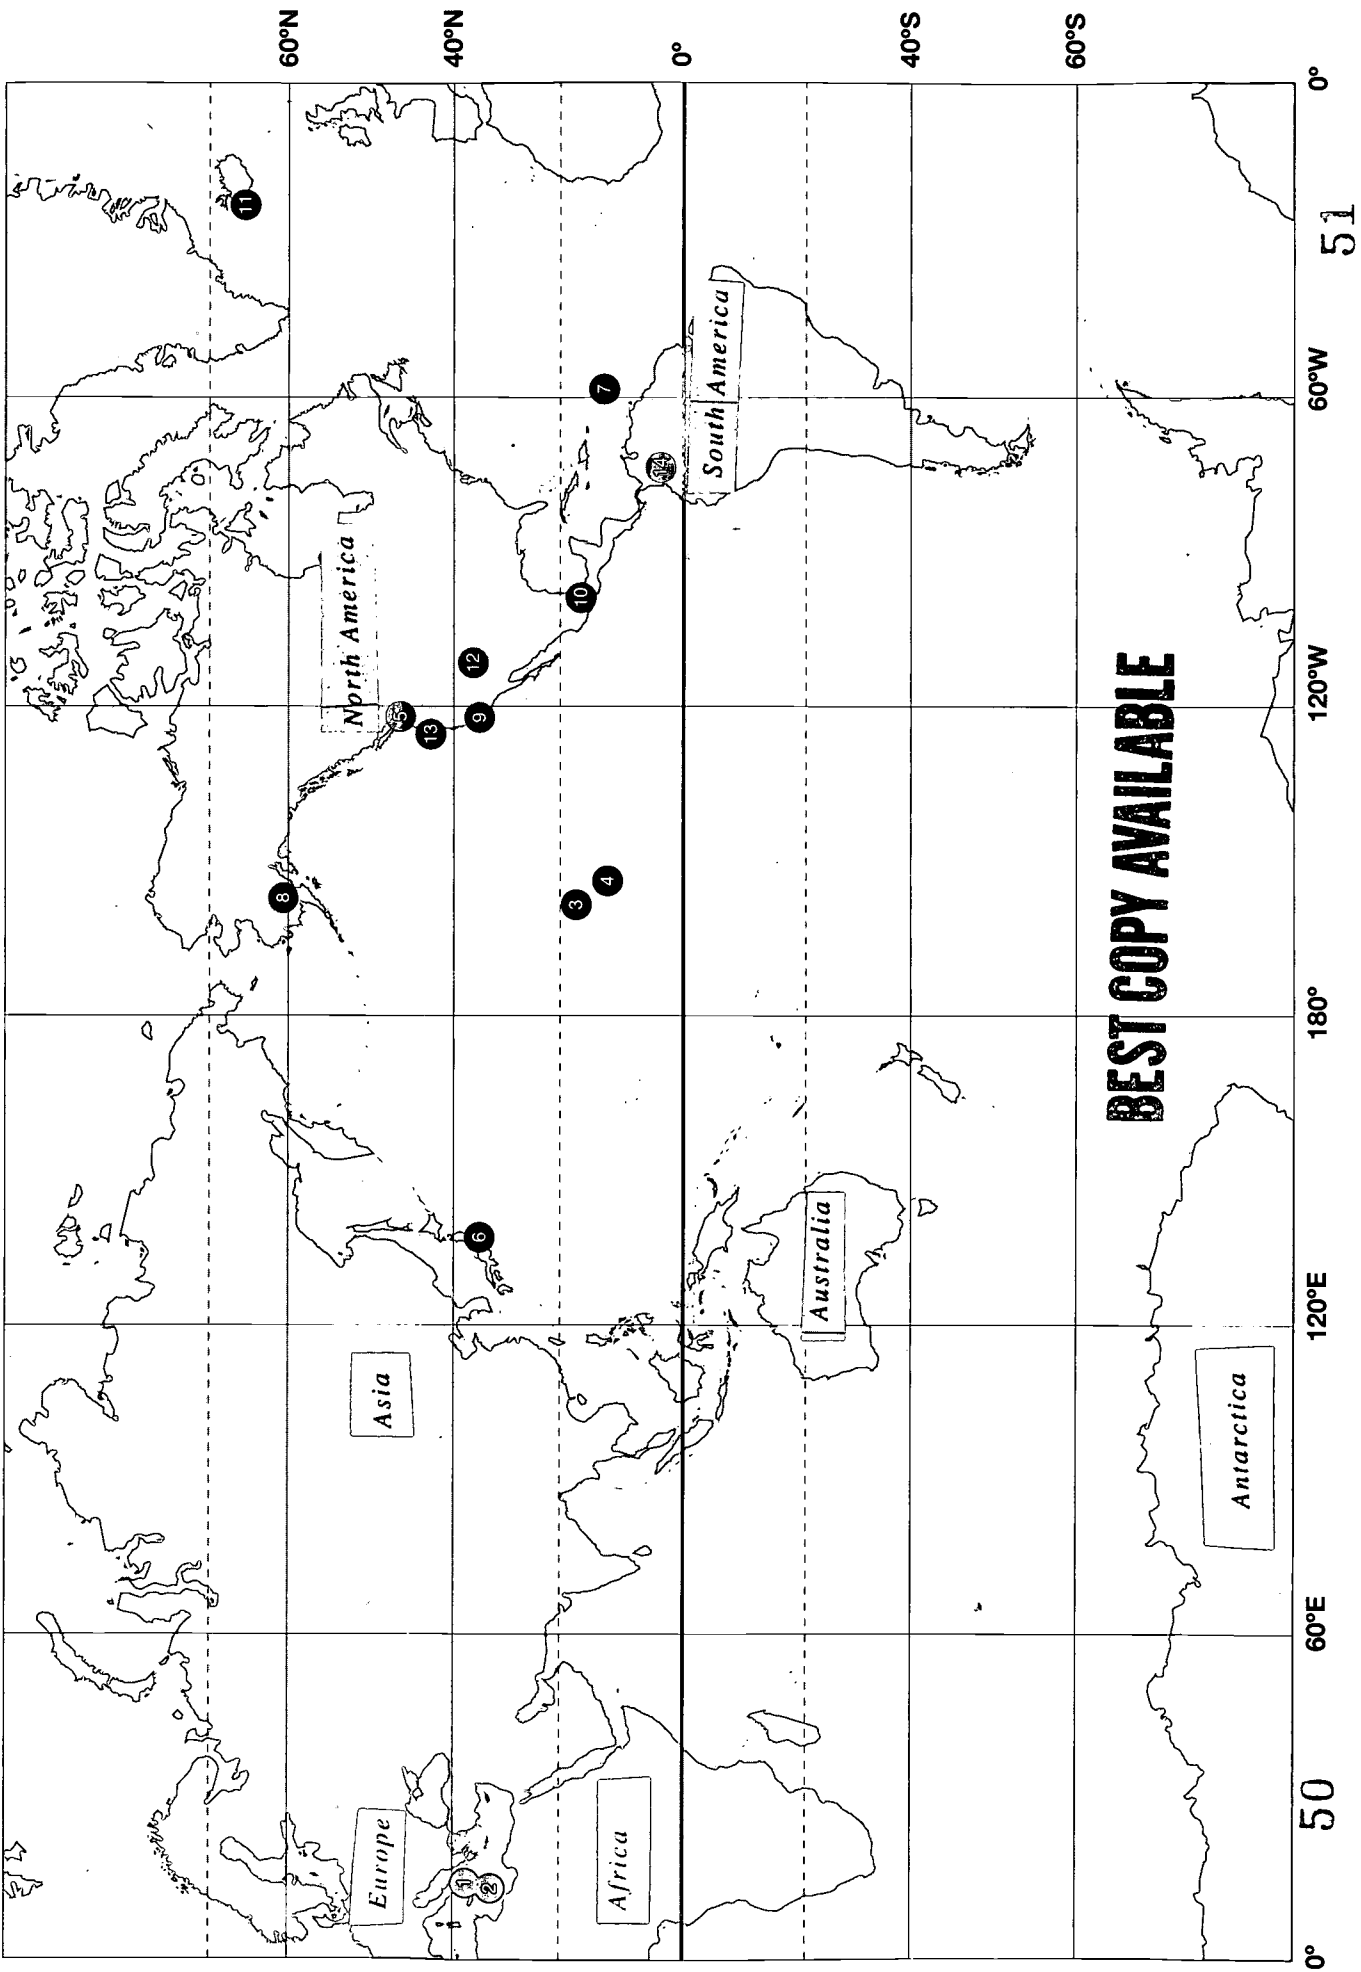 60°N
40°N
0°
40°S
60°S
0°
60°W
120°W
180°
120°E
60°E
0°
Europe
Africa
Asia
Australia
Antarctica
North America
South America
1
2
3
4
5
6
7
8
9
10
11
12
13
14
BEST COPY AVAILABLE
50
51